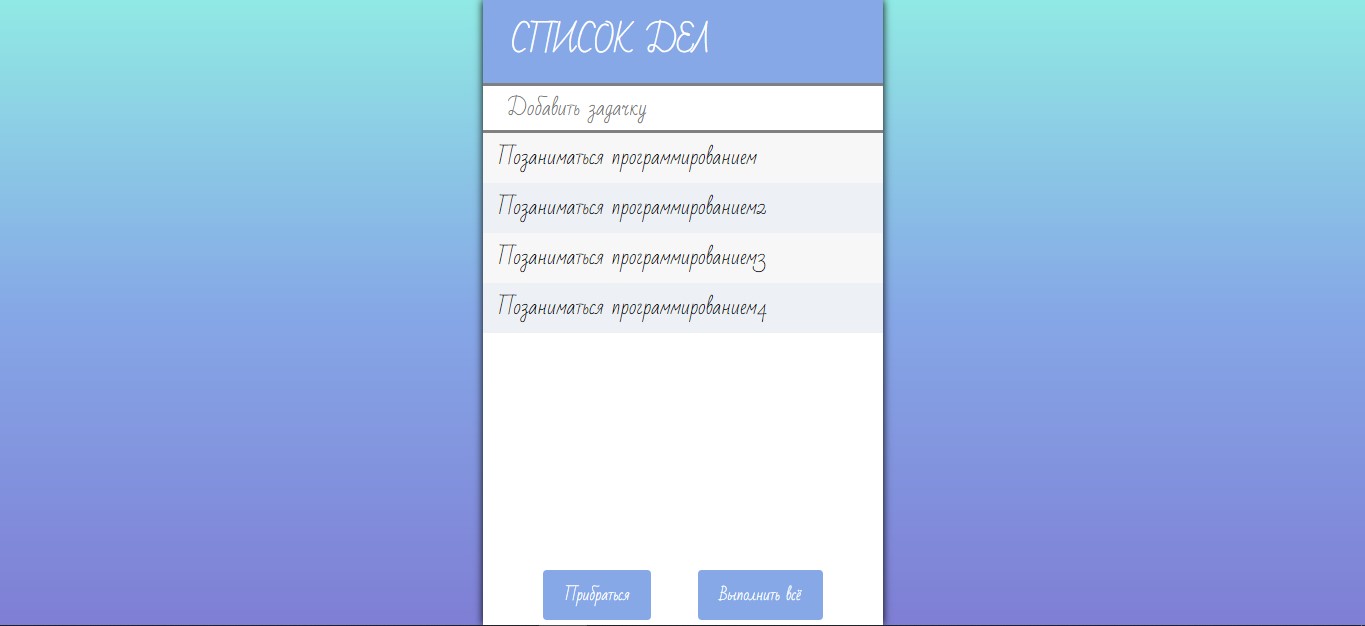 СПИСОК ДЕЛ
Добавить задачку
Позаниматься программированием
Позаниматься программированием2
Позаниматься программированием3
Позаниматься программированием4
Прибраться
Выполнить всё